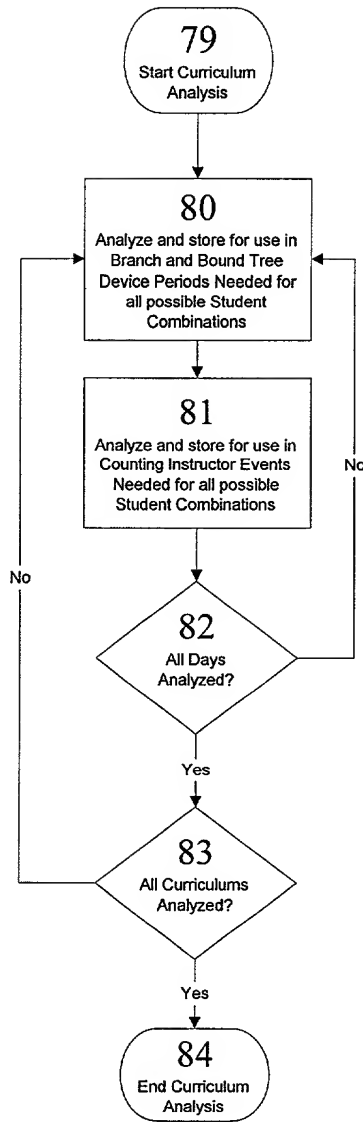 79
Start Curriculum
Analysis
80
Analyze and store for use in
Branch and Bound Tree
Device Periods Needed for
all possible Student
Combinations
81
Analyze and store for use in
Counting Instructor Events
Needed for all possible
Student Combinations
No
No
82
All Days
Analyzed?
Yes
83
All Curriculums
Analyzed?
Yes
84
End Curriculum
Analysis